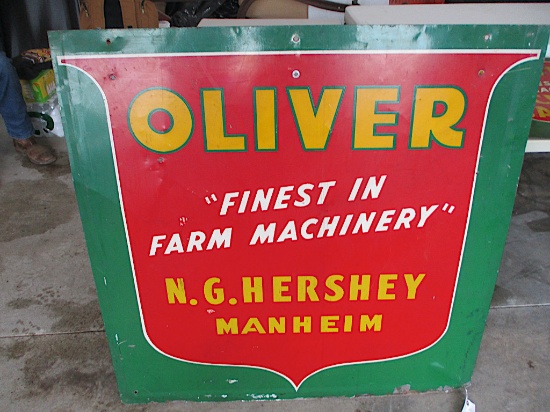 OLIVER
"FINEST IN
FARM MACHINERY"
N.G.HERSHEY
MANHEIM